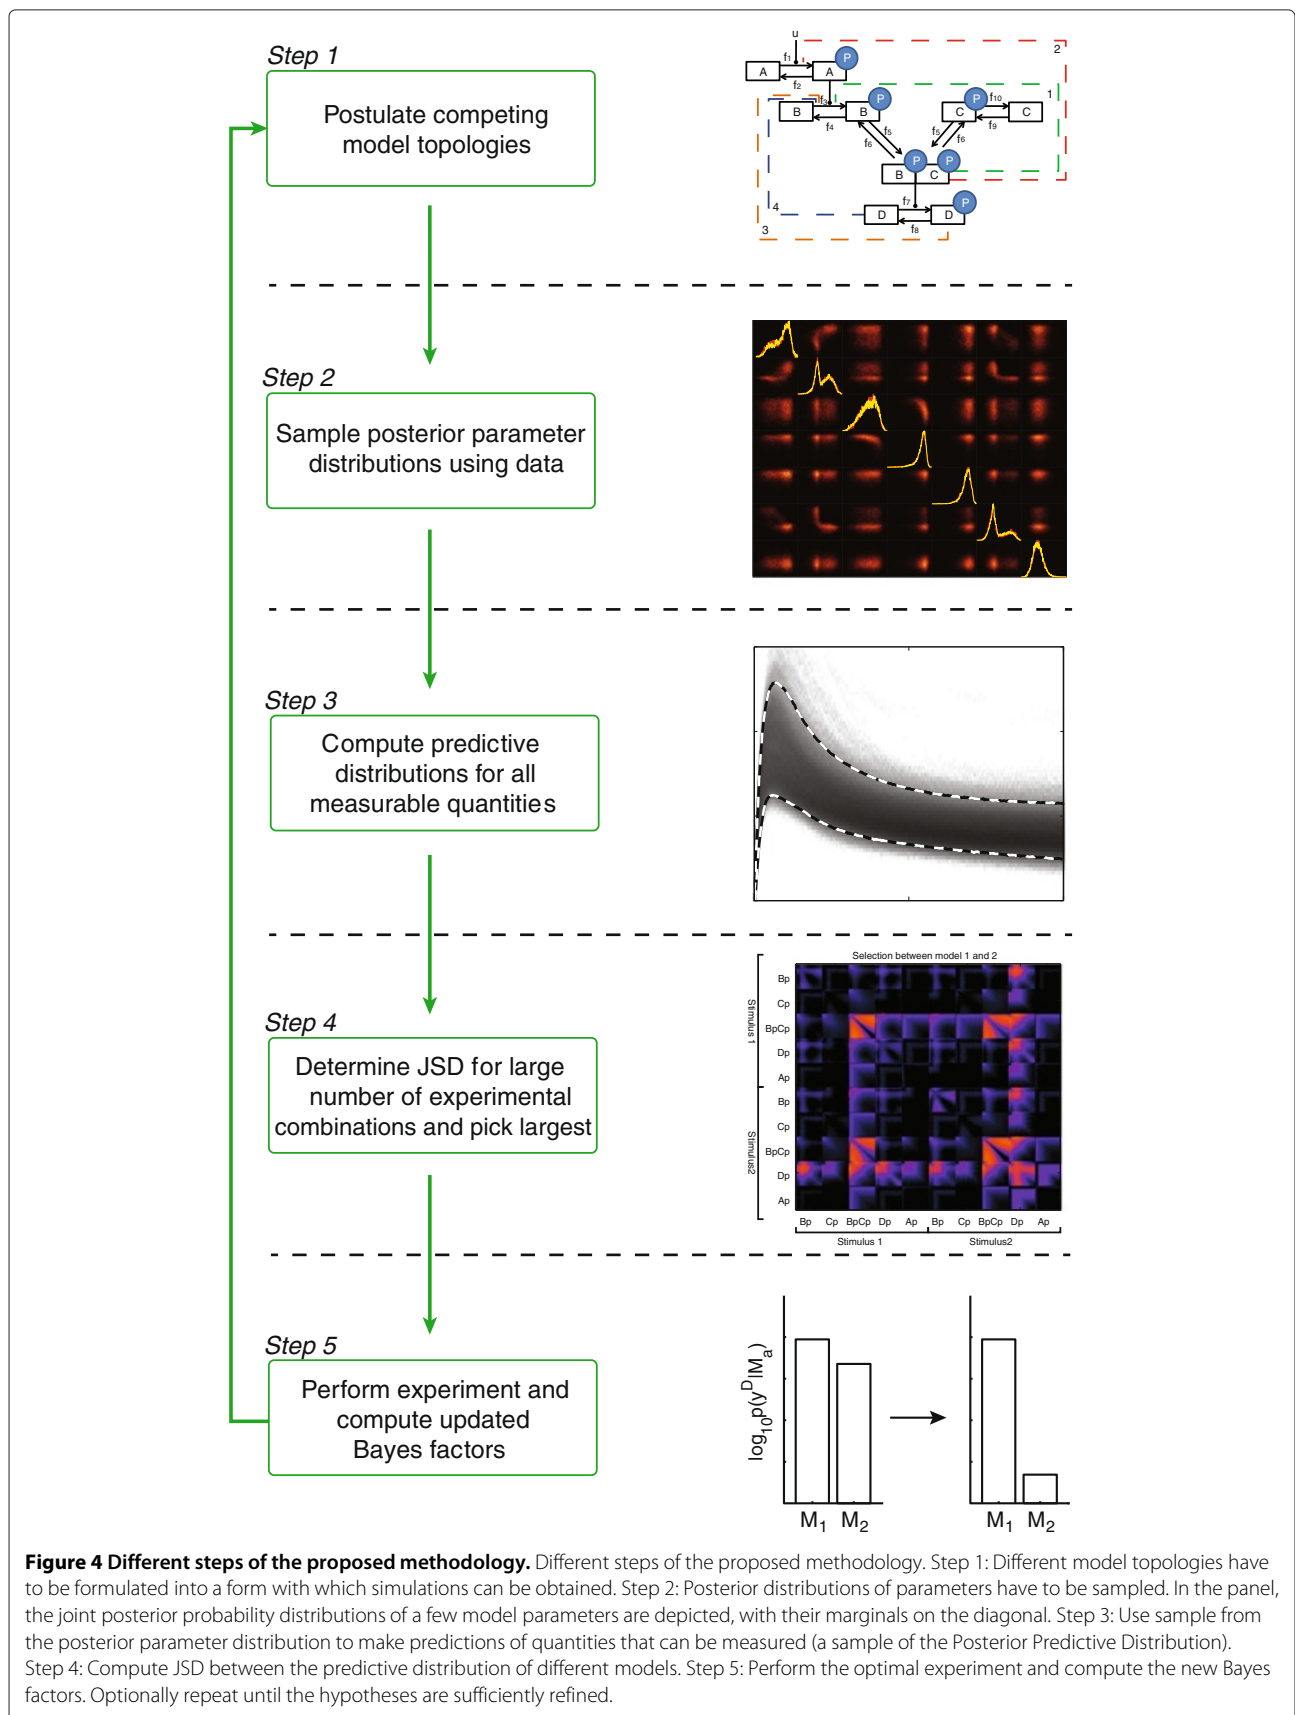 Step 1
Postulate competing
model topologies
u
2
f1
P
A
A
f2
1
f3
P
P
f10
B
B
C
C
f4
f5
f5
f9
f6
f6
P
P
B
C
4
f7
P
D
D
3
f8
Step 2
Sample posterior parameter
distributions using data
Step 3
Compute predictive
distributions for all
measurable quantities
Step 4
Determine JSD for large
number of experimental
combinations and pick largest
Selection between model 1 and 2
Stimulus 1
Bp
Cp
BpCp
Dp
Ap
Stimulus2
Bp
Cp
BpCp
Dp
Ap
Bp Cp BpCp Dp Ap Bp Cp BpCp Dp Ap
Stimulus 1 Stimulus2
Step 5
Perform experiment and
compute updated
Bayes factors
log10p(y^D|Ma)
M1 M2
M1 M2
Figure 4 Different steps of the proposed methodology. Different steps of the proposed methodology. Step 1: Different model topologies have
to be formulated into a form with which simulations can be obtained. Step 2: Posterior distributions of parameters have to be sampled. In the panel,
the joint posterior probability distributions of a few model parameters are depicted, with their marginals on the diagonal. Step 3: Use sample from
the posterior parameter distribution to make predictions of quantities that can be measured (a sample of the Posterior Predictive Distribution).
Step 4: Compute JSD between the predictive distribution of different models. Step 5: Perform the optimal experiment and compute the new Bayes
factors. Optionally repeat until the hypotheses are sufficiently refined.